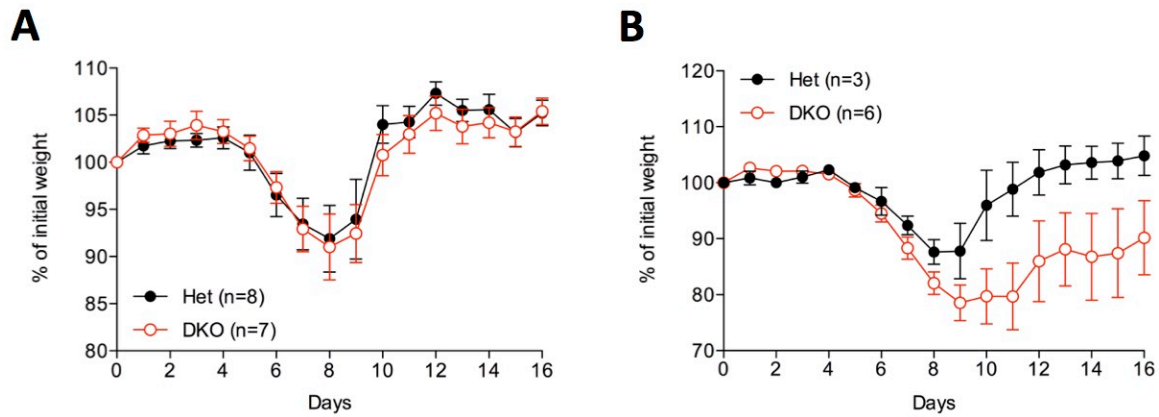 A
110
105
100
95
90
85
80
% of initial weight
Het (n=8)
DKO (n=7)
0 2 4 6 8 10 12 14 16
Days
B
120
110
100
90
80
70
% of initial weight
Het (n=3)
DKO (n=6)
0 2 4 6 8 10 12 14 16
Days